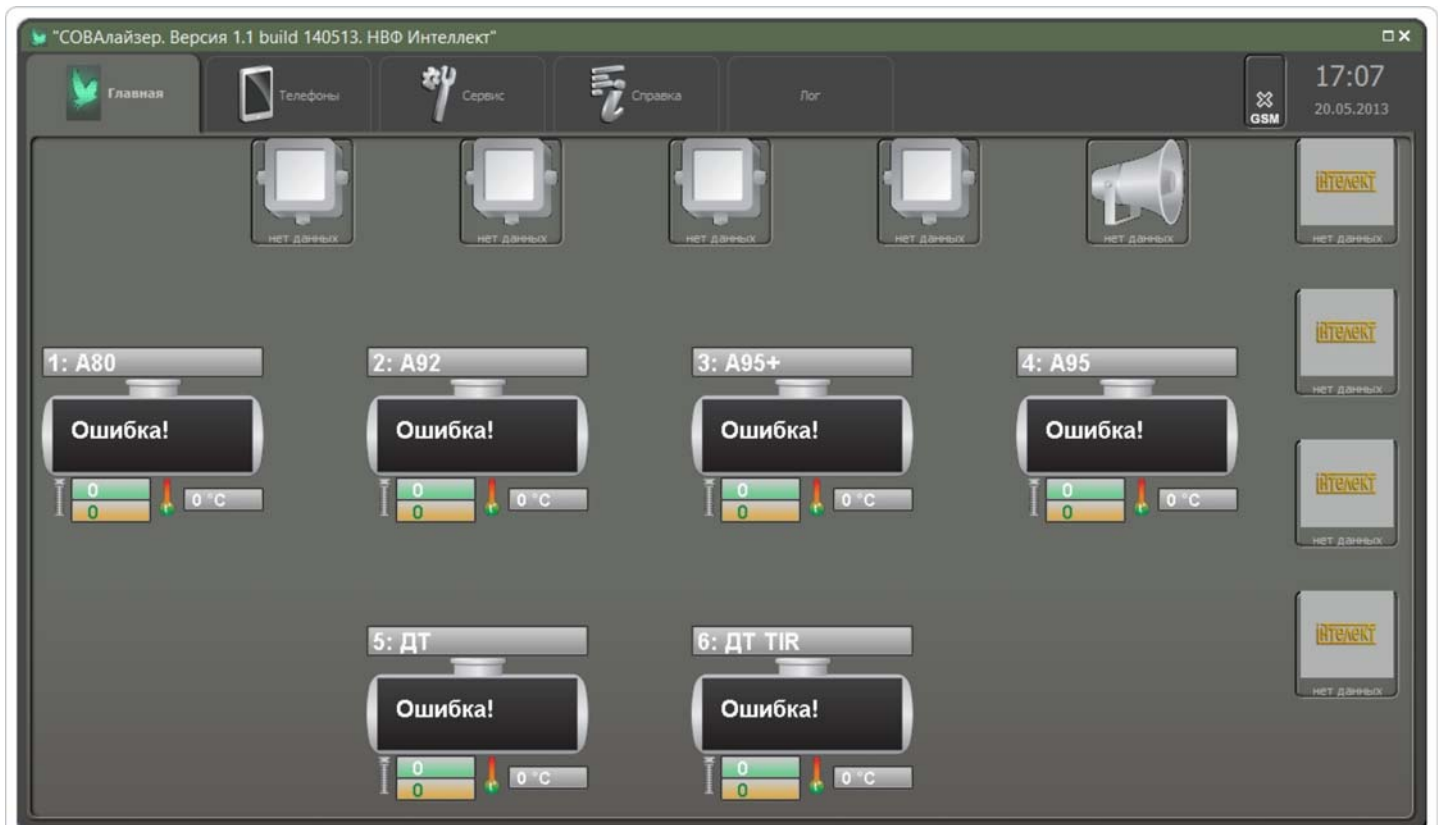 "СОВАлайзер. Версия 1.1 build 140513. НВФ Интеллект"
Главная
Телефоны
Сервис
Справка
Лог
GSM
17:07
20.05.2013
нет данных
нет данных
нет данных
нет данных
нет данных
інтелект
нет данных
інтелект
нет данных
1: А80
2: А92
3: А95+
4: А95
Ошибка!
Ошибка!
Ошибка!
Ошибка!
0
0
0 °C
0
0
0 °C
0
0
0 °C
0
0
0 °C
інтелект
нет данных
5: ДТ
6: ДТ TIR
інтелект
нет данных
Ошибка!
Ошибка!
0
0
0 °C
0
0
0 °C